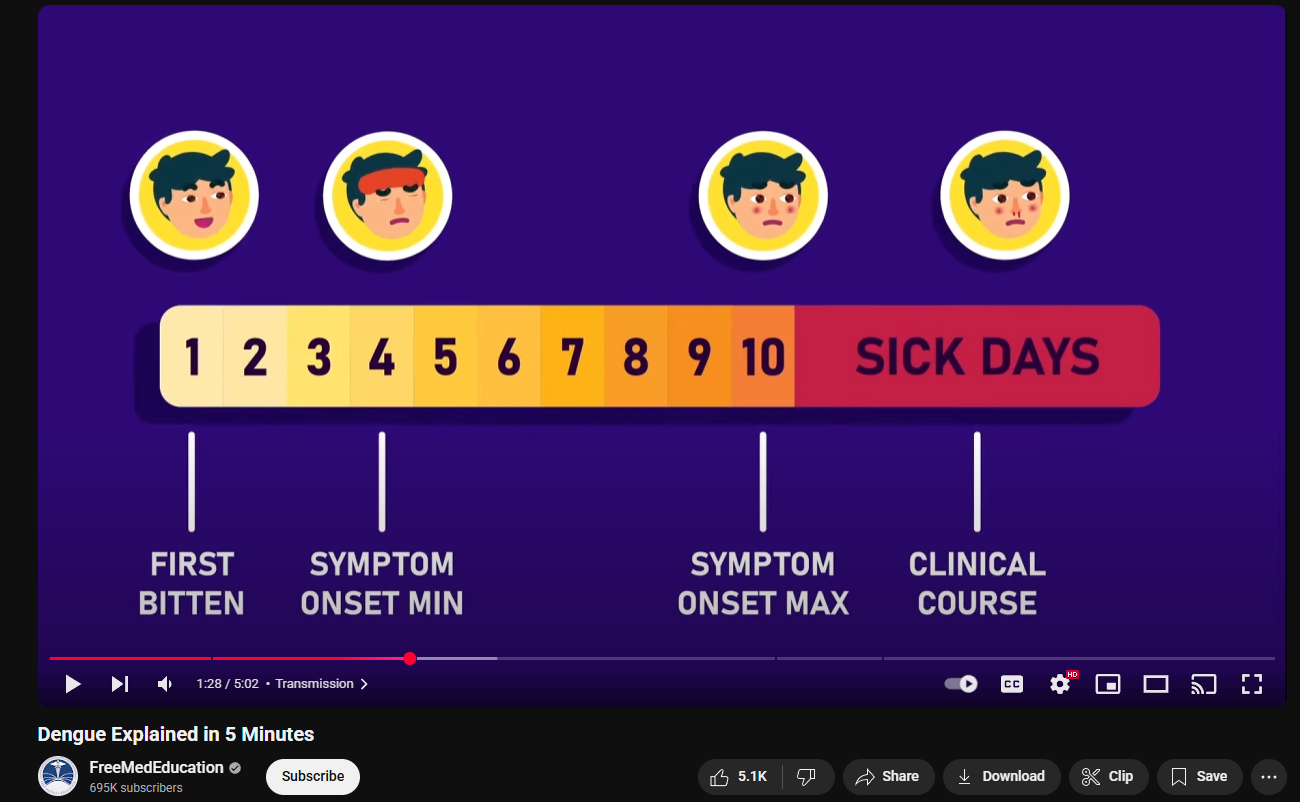 1 2 3 4 5 6 7 8 9 10 SICK DAYS
FIRST
BITTEN
SYMPTOM
ONSET MIN
SYMPTOM
ONSET MAX
CLINICAL
COURSE
1:28 / 5:02 • Transmission
CC
HD
Dengue Explained in 5 Minutes
FreeMedEducation
695K subscribers
Subscribe
5.1K
Share
Download
Clip
Save